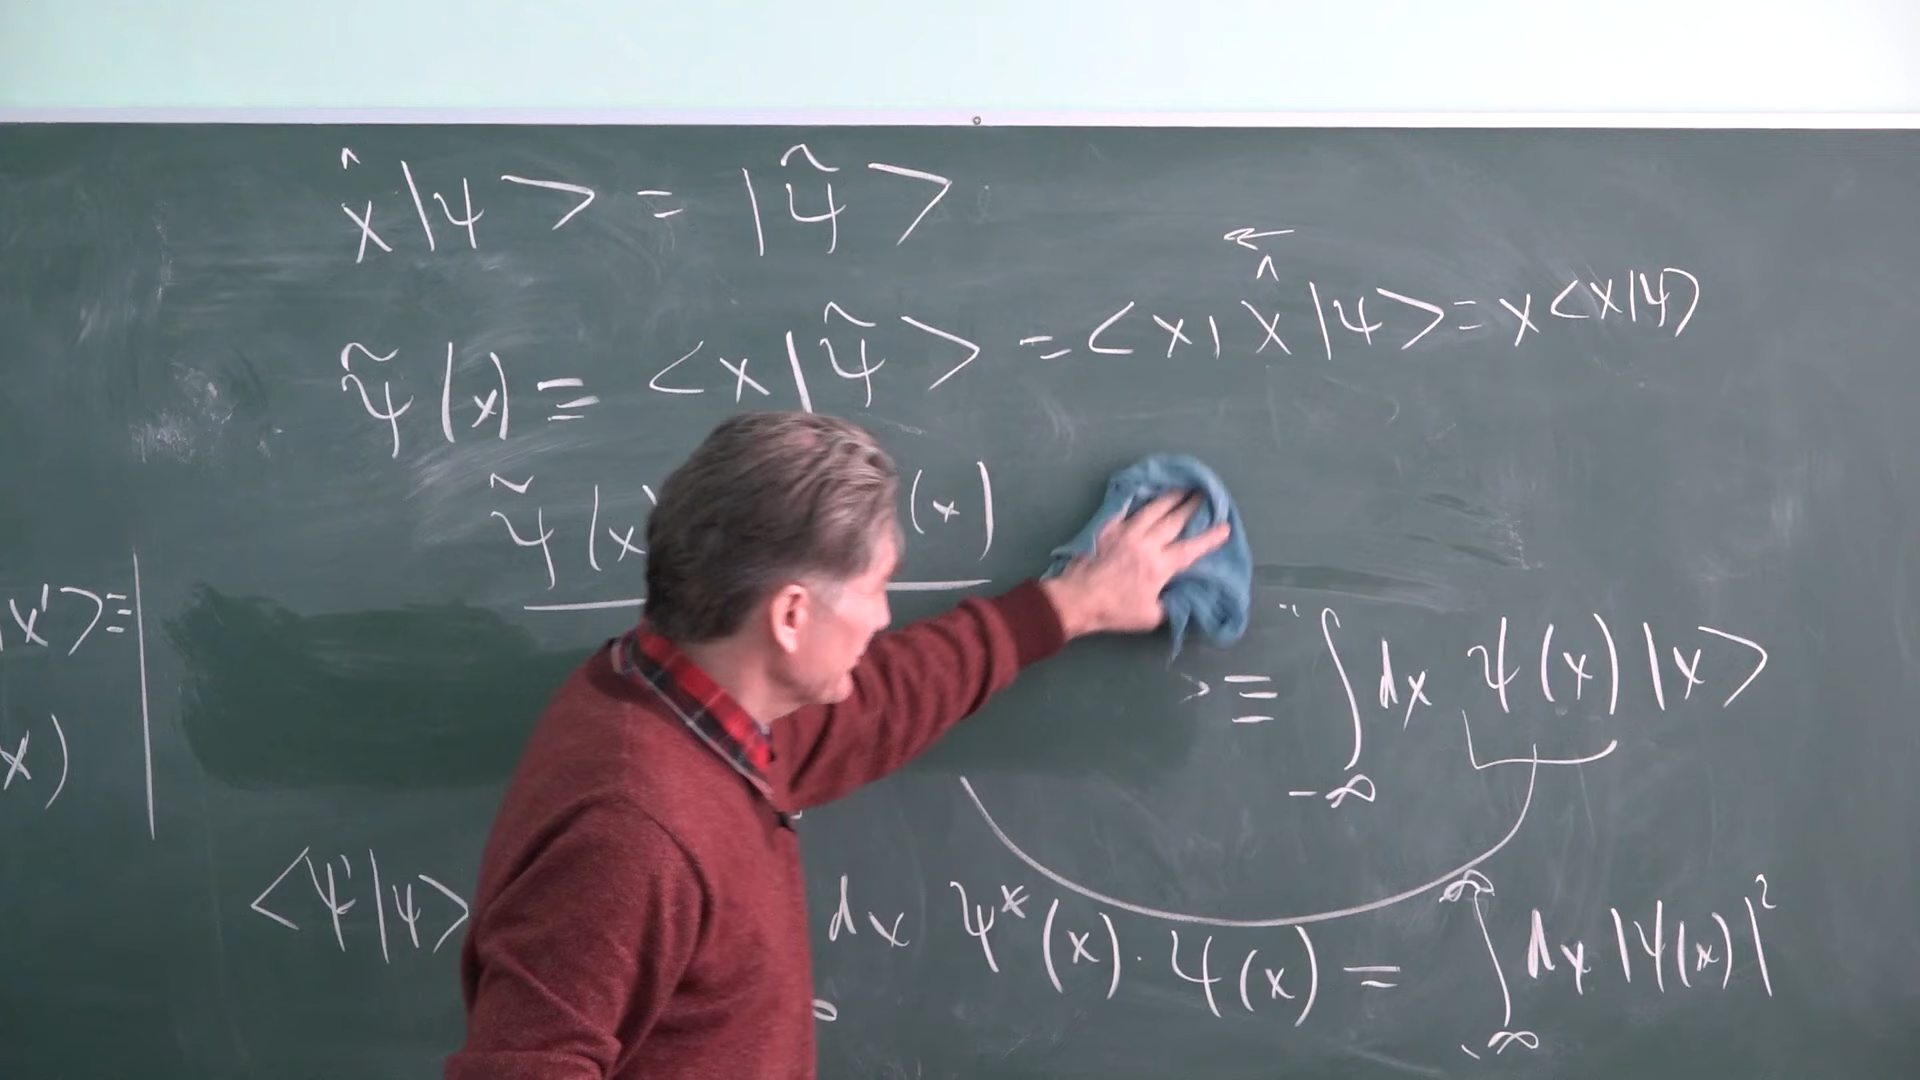 x̂|ψ> = |ψ̃>
ψ̃(x) ≡ <x|ψ̃> = <x|x̂|ψ> = x<x|ψ>
ψ̃(x (x)
x'> ≡
≡ ∫ dx ψ(x) |x>
-∞
x)
<ψ|ψ> dx ψ*(x)·ψ(x) = ∫ dx |ψ(x)|²
∞
-∞